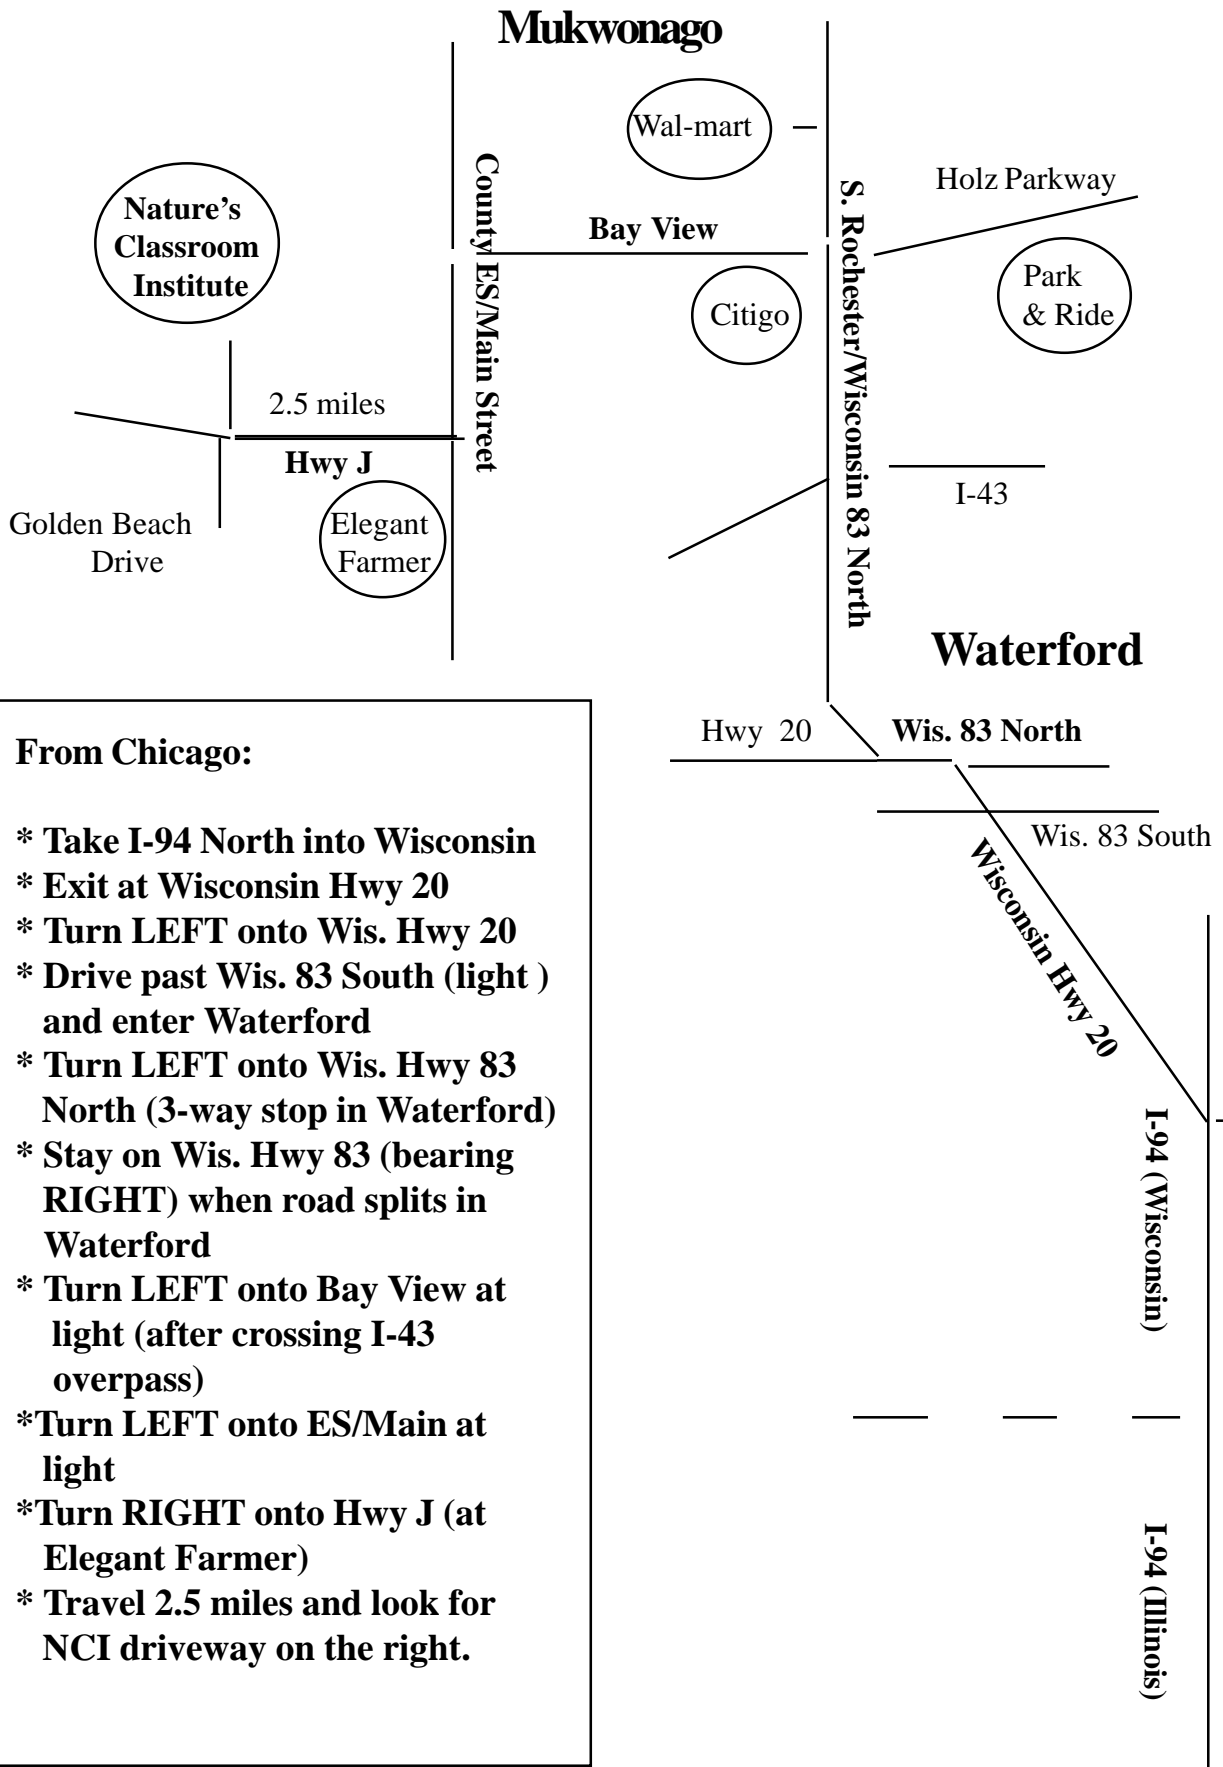 Mukwonago
Wal-mart
Holz Parkway
Nature's
Classroom
Institute
County ES/Main Street
Bay View
S. Rochester/Wisconsin 83 North
Park
& Ride
Citigo
2.5 miles
Hwy J
I-43
Golden Beach
Drive
Elegant
Farmer
Waterford
Hwy 20
Wis. 83 North
Wis. 83 South
Wisconsin Hwy 20
I-94 (Wisconsin)
I-94 (Illinois)
From Chicago:
* Take I-94 North into Wisconsin
* Exit at Wisconsin Hwy 20
* Turn LEFT onto Wis. Hwy 20
* Drive past Wis. 83 South (light )
and enter Waterford
* Turn LEFT onto Wis. Hwy 83
North (3-way stop in Waterford)
* Stay on Wis. Hwy 83 (bearing
RIGHT) when road splits in
Waterford
* Turn LEFT onto Bay View at
light (after crossing I-43
overpass)
*Turn LEFT onto ES/Main at
light
*Turn RIGHT onto Hwy J (at
Elegant Farmer)
* Travel 2.5 miles and look for
NCI driveway on the right.